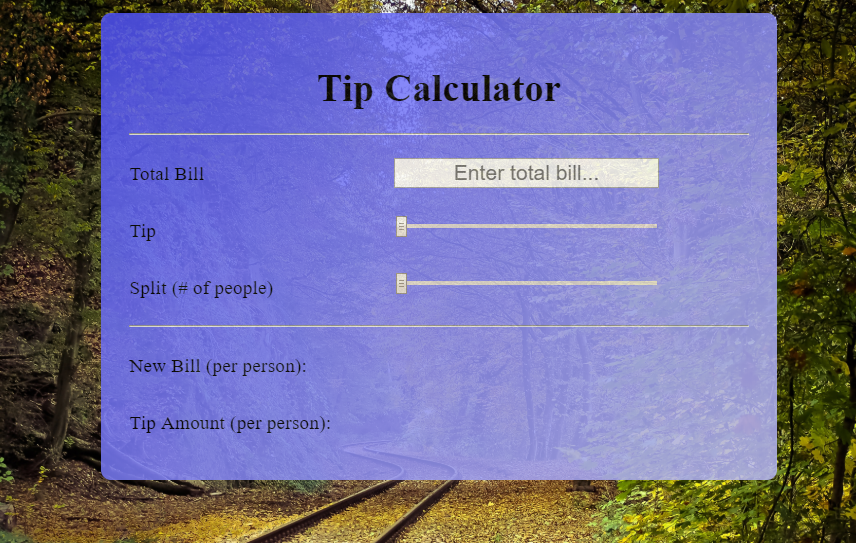 Tip Calculator
Total Bill Enter total bill...
Tip
Split (# of people)
New Bill (per person):
Tip Amount (per person):